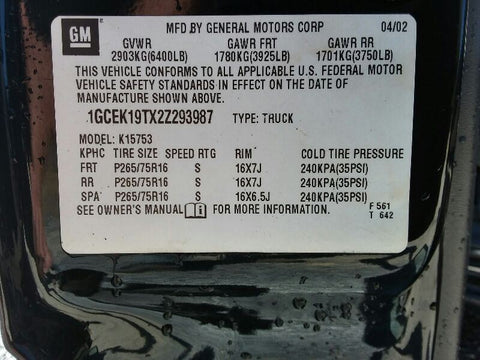 GM
MFD BY GENERAL MOTORS CORP 04/02
GVWR GAWR FRT GAWR RR
2903KG(6400LB) 1780KG(3925LB) 1701KG(3750LB)
THIS VEHICLE CONFORMS TO ALL APPLICABLE U.S. FEDERAL MOTOR
VEHICLE SAFETY STANDARDS IN EFFECT ON THE DATE OF
MANUFACTURE SHOWN ABOVE.
1GCEK19TX2Z293987 TYPE: TRUCK
MODEL: K15753
KPHC TIRE SIZE SPEED RTG RIM COLD TIRE PRESSURE
FRT P265/75R16 S 16X7J 240KPA(35PSI)
RR P265/75R16 S 16X7J 240KPA(35PSI)
SPA P265/75R16 S 16X6.5J 240KPA(35PSI)
SEE OWNER'S MANUAL FOR MORE INFORMATION.
F 561
T 642